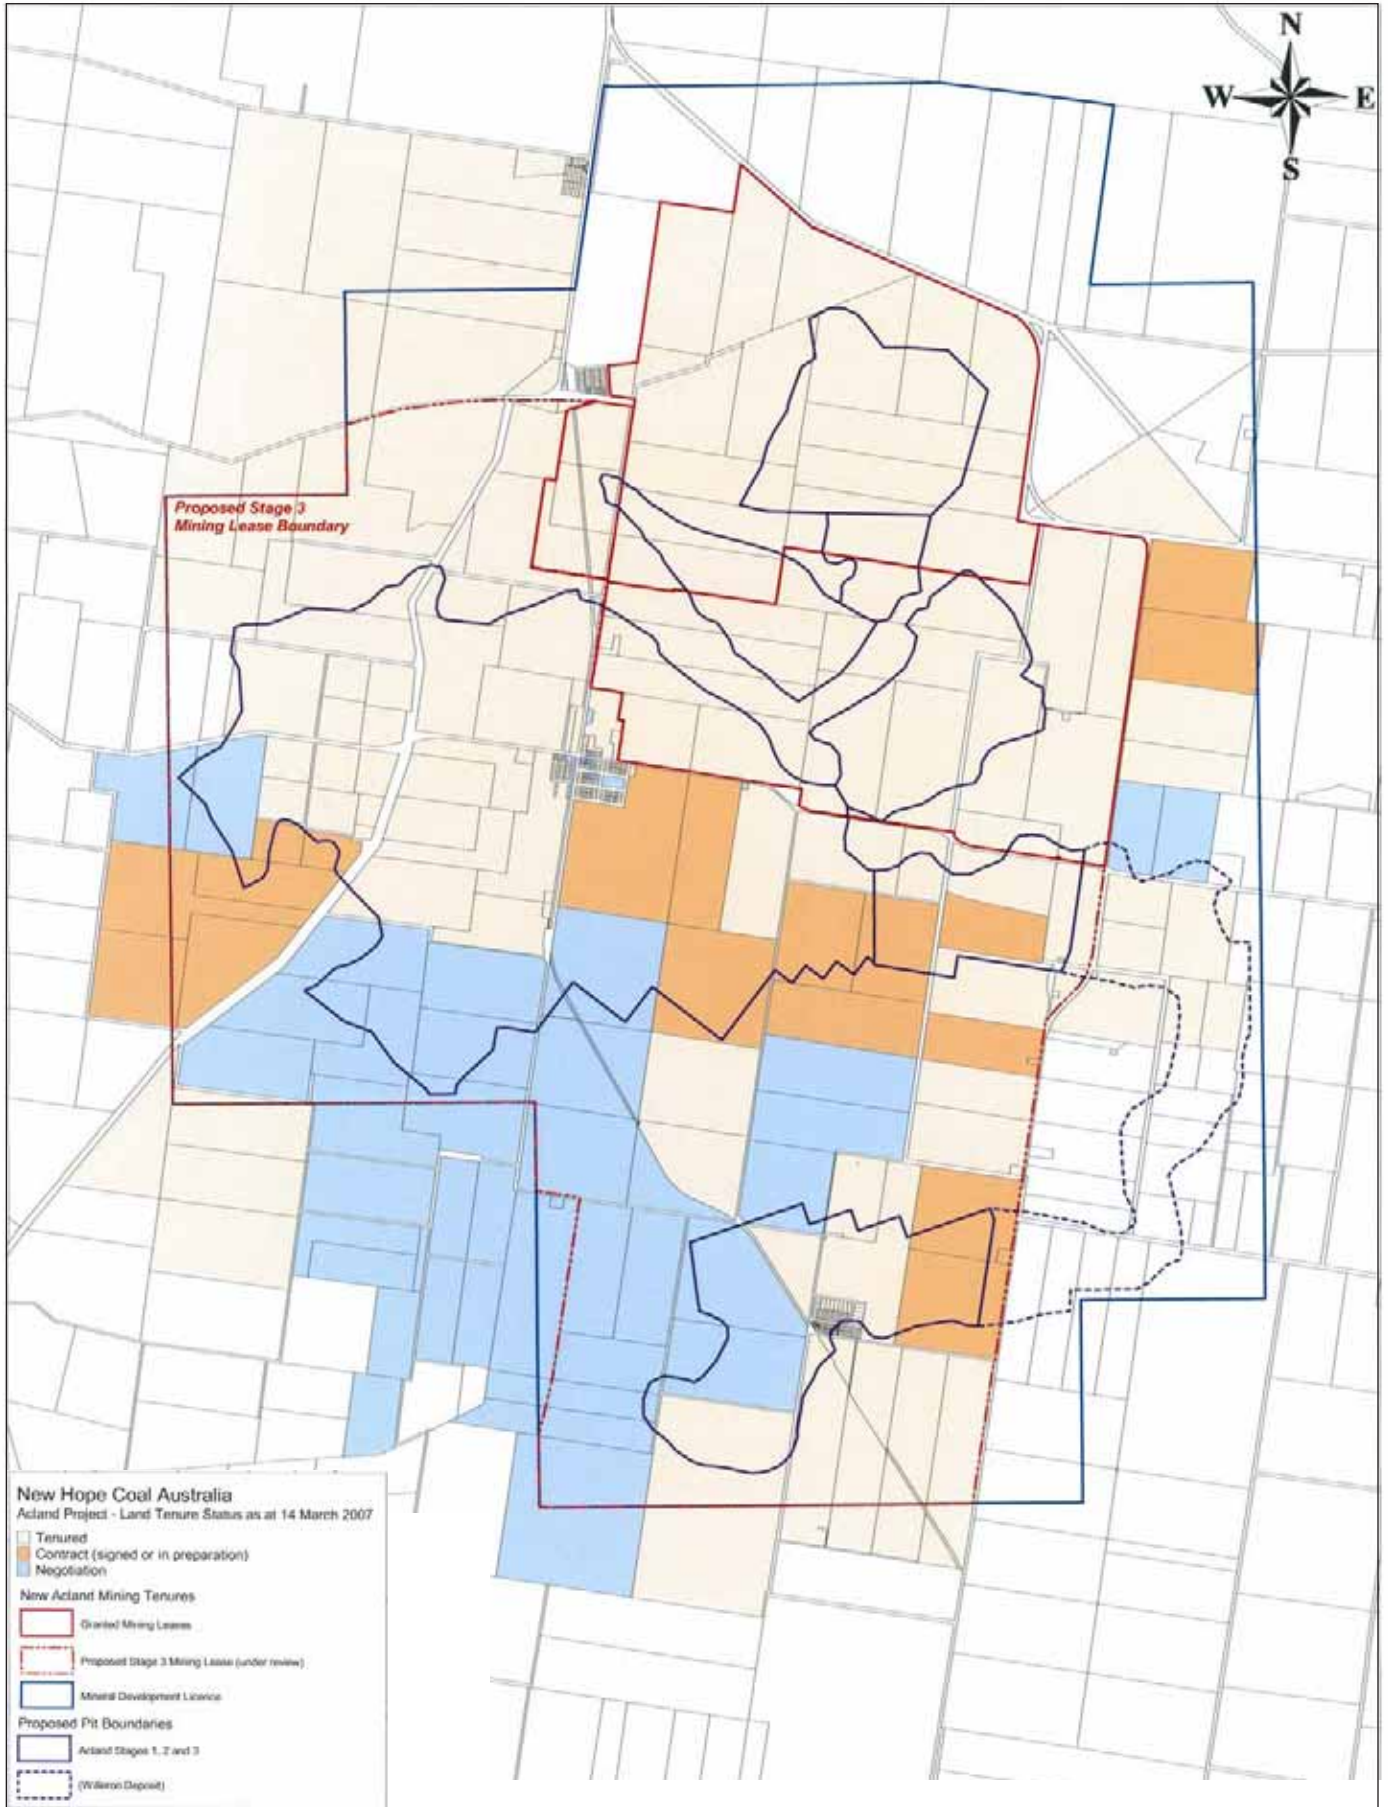 N
W E
S
Proposed Stage 3
Mining Lease Boundary
New Hope Coal Australia
Acland Project - Land Tenure Status as at 14 March 2007
Tenured
Contract (signed or in preparation)
Negotiation
New Acland Mining Tenures
Granted Mining Leases
Proposed Stage 3 Mining Lease (under review)
Mineral Development Licence
Proposed Pit Boundaries
Acland Stages 1, 2 and 3
Deposit)